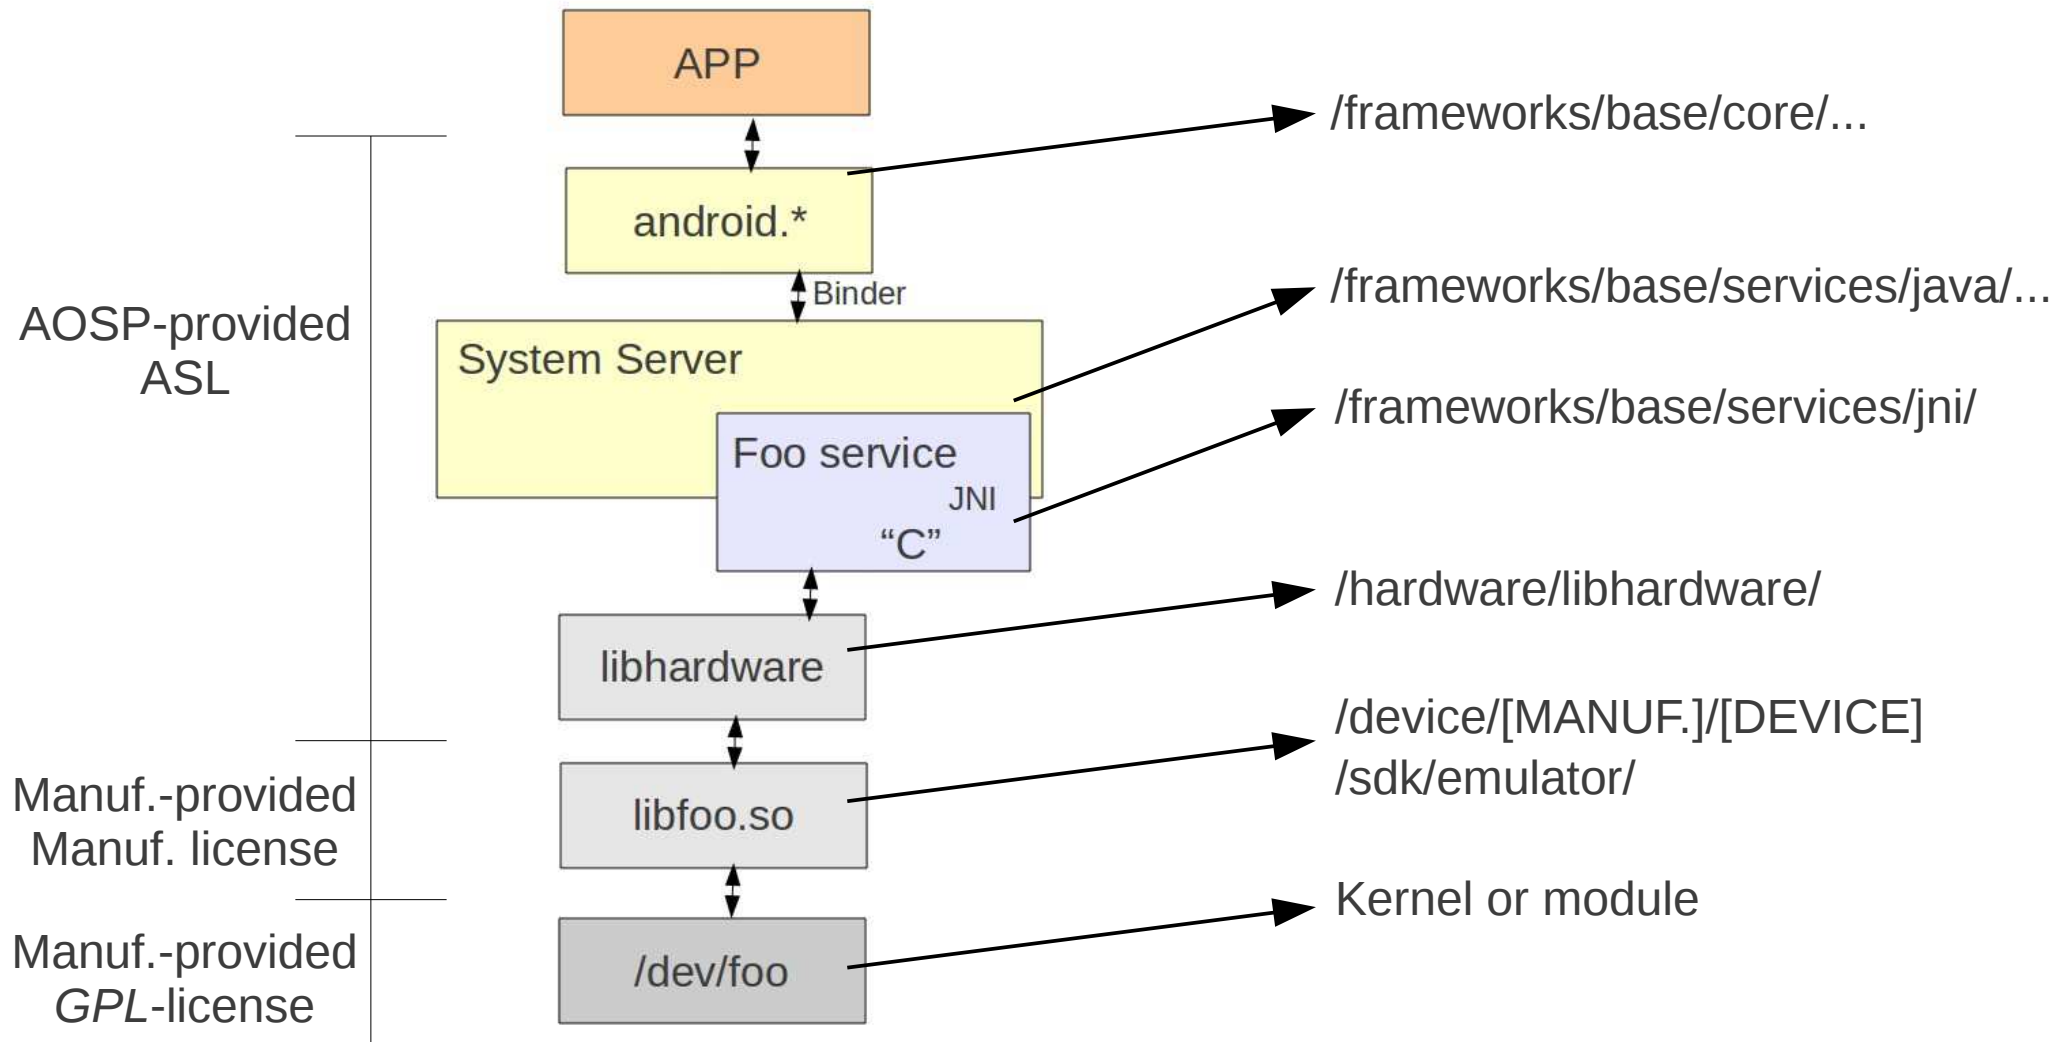 APP
/frameworks/base/core/...
android.*
Binder
/frameworks/base/services/java/...
AOSP-provided
ASL
System Server
/frameworks/base/services/jni/
Foo service
JNI
“C”
/hardware/libhardware/
libhardware
/device/[MANUF.]/[DEVICE]
/sdk/emulator/
Manuf.-provided
Manuf. license
libfoo.so
Kernel or module
Manuf.-provided
GPL-license
/dev/foo